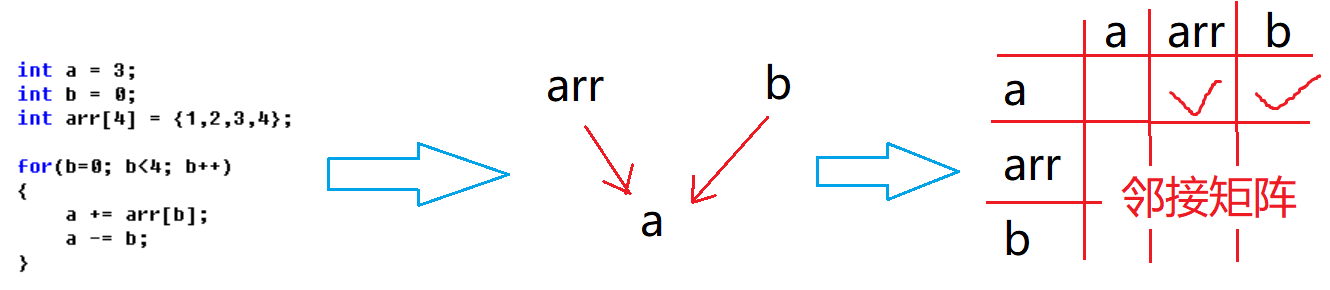 int a = 3;
int b = 0;
int arr[4] = {1,2,3,4};
for(b=0; b<4; b++)
{
a += arr[b];
a -= b;
}
arr b
a
a arr b
a
arr
邻接矩阵
b